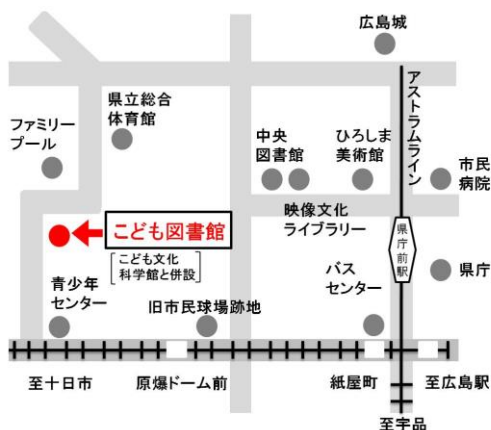 広島城
アストラムライン
県立総合
体育館
ファミリー
プール
中央
図書館
ひろしま
美術館
市民
病院
映像文化
ライブラリー
こども図書館
こども文化
科学館と併設
県庁前駅
県庁
バス
センター
青少年
センター
旧市民球場跡地
至十日市
原爆ドーム前
紙屋町
至広島駅
至宇品